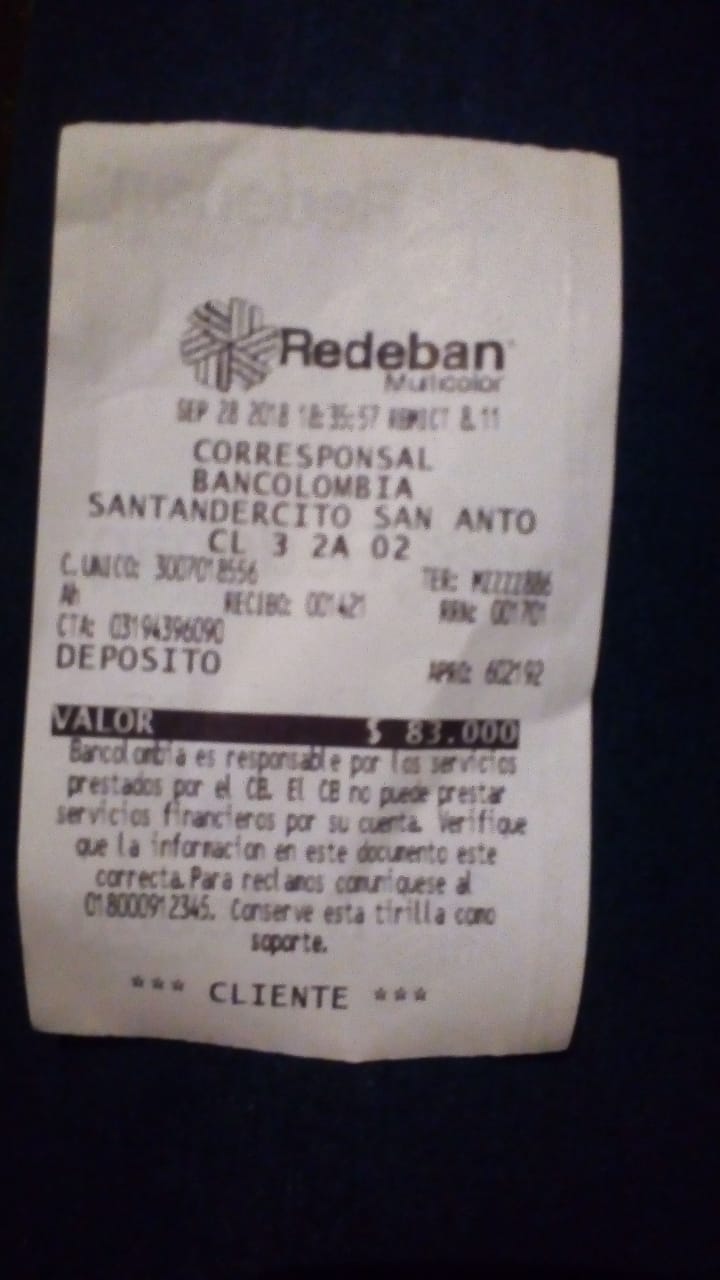 Redeban
Multicolor
SEP 28 2018 18:35:57 RBMICT 8.11
CORRESPONSAL
BANCOLOMBIA
SANTANDERCITO SAN ANTO
CL 3 2A 02
C. UNICO: 3007018556 TER: MZZZZ886
Ah RECIBO: 001421 RRN: 001701
CTA: 03194396090
DEPOSITO APRO: 602192
VALOR $ 83.000
Bancolombia es responsable por los servicios
prestados por el CB. El CB no puede prestar
servicios financieros por su cuenta. Verifique
que la informacion en este documento este
correcta.Para reclamos comuniquese al
018000912345. Conserve esta tirilla como
soporte.
*** CLIENTE ***